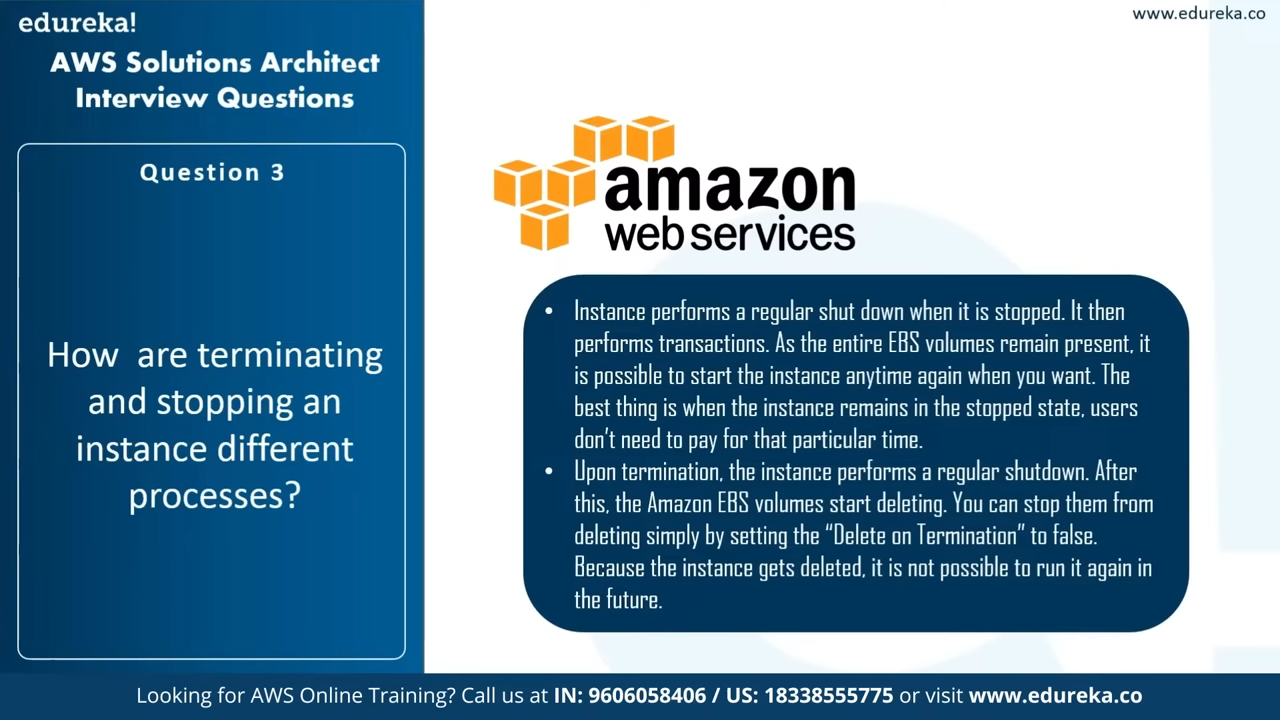 edureka!
www.edureka.co
AWS Solutions Architect
Interview Questions
Question 3
How are terminating
and stopping an
instance different
processes?
amazon
web services
• Instance performs a regular shut down when it is stopped. It then
performs transactions. As the entire EBS volumes remain present, it
is possible to start the instance anytime again when you want. The
best thing is when the instance remains in the stopped state, users
don't need to pay for that particular time.
• Upon termination, the instance performs a regular shutdown. After
this, the Amazon EBS volumes start deleting. You can stop them from
deleting simply by setting the “Delete on Termination” to false.
Because the instance gets deleted, it is not possible to run it again in
the future.
Looking for AWS Online Training? Call us at IN: 9606058406 / US: 18338555775 or visit www.edureka.co